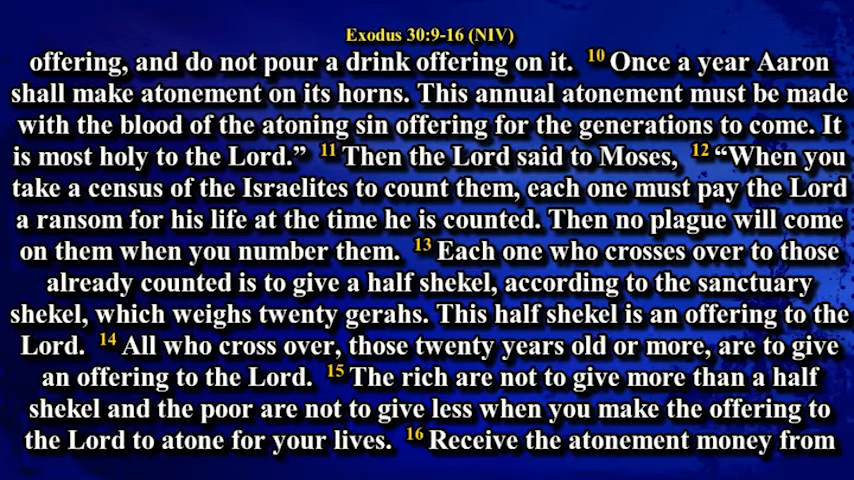 Exodus 30:9-16 (NIV)
offering, and do not pour a drink offering on it. 10 Once a year Aaron
shall make atonement on its horns. This annual atonement must be made
with the blood of the atoning sin offering for the generations to come. It
is most holy to the Lord.” 11 Then the Lord said to Moses, 12 “When you
take a census of the Israelites to count them, each one must pay the Lord
a ransom for his life at the time he is counted. Then no plague will come
on them when you number them. 13 Each one who crosses over to those
already counted is to give a half shekel, according to the sanctuary
shekel, which weighs twenty gerahs. This half shekel is an offering to the
Lord. 14 All who cross over, those twenty years old or more, are to give
an offering to the Lord. 15 The rich are not to give more than a half
shekel and the poor are not to give less when you make the offering to
the Lord to atone for your lives. 16 Receive the atonement money from